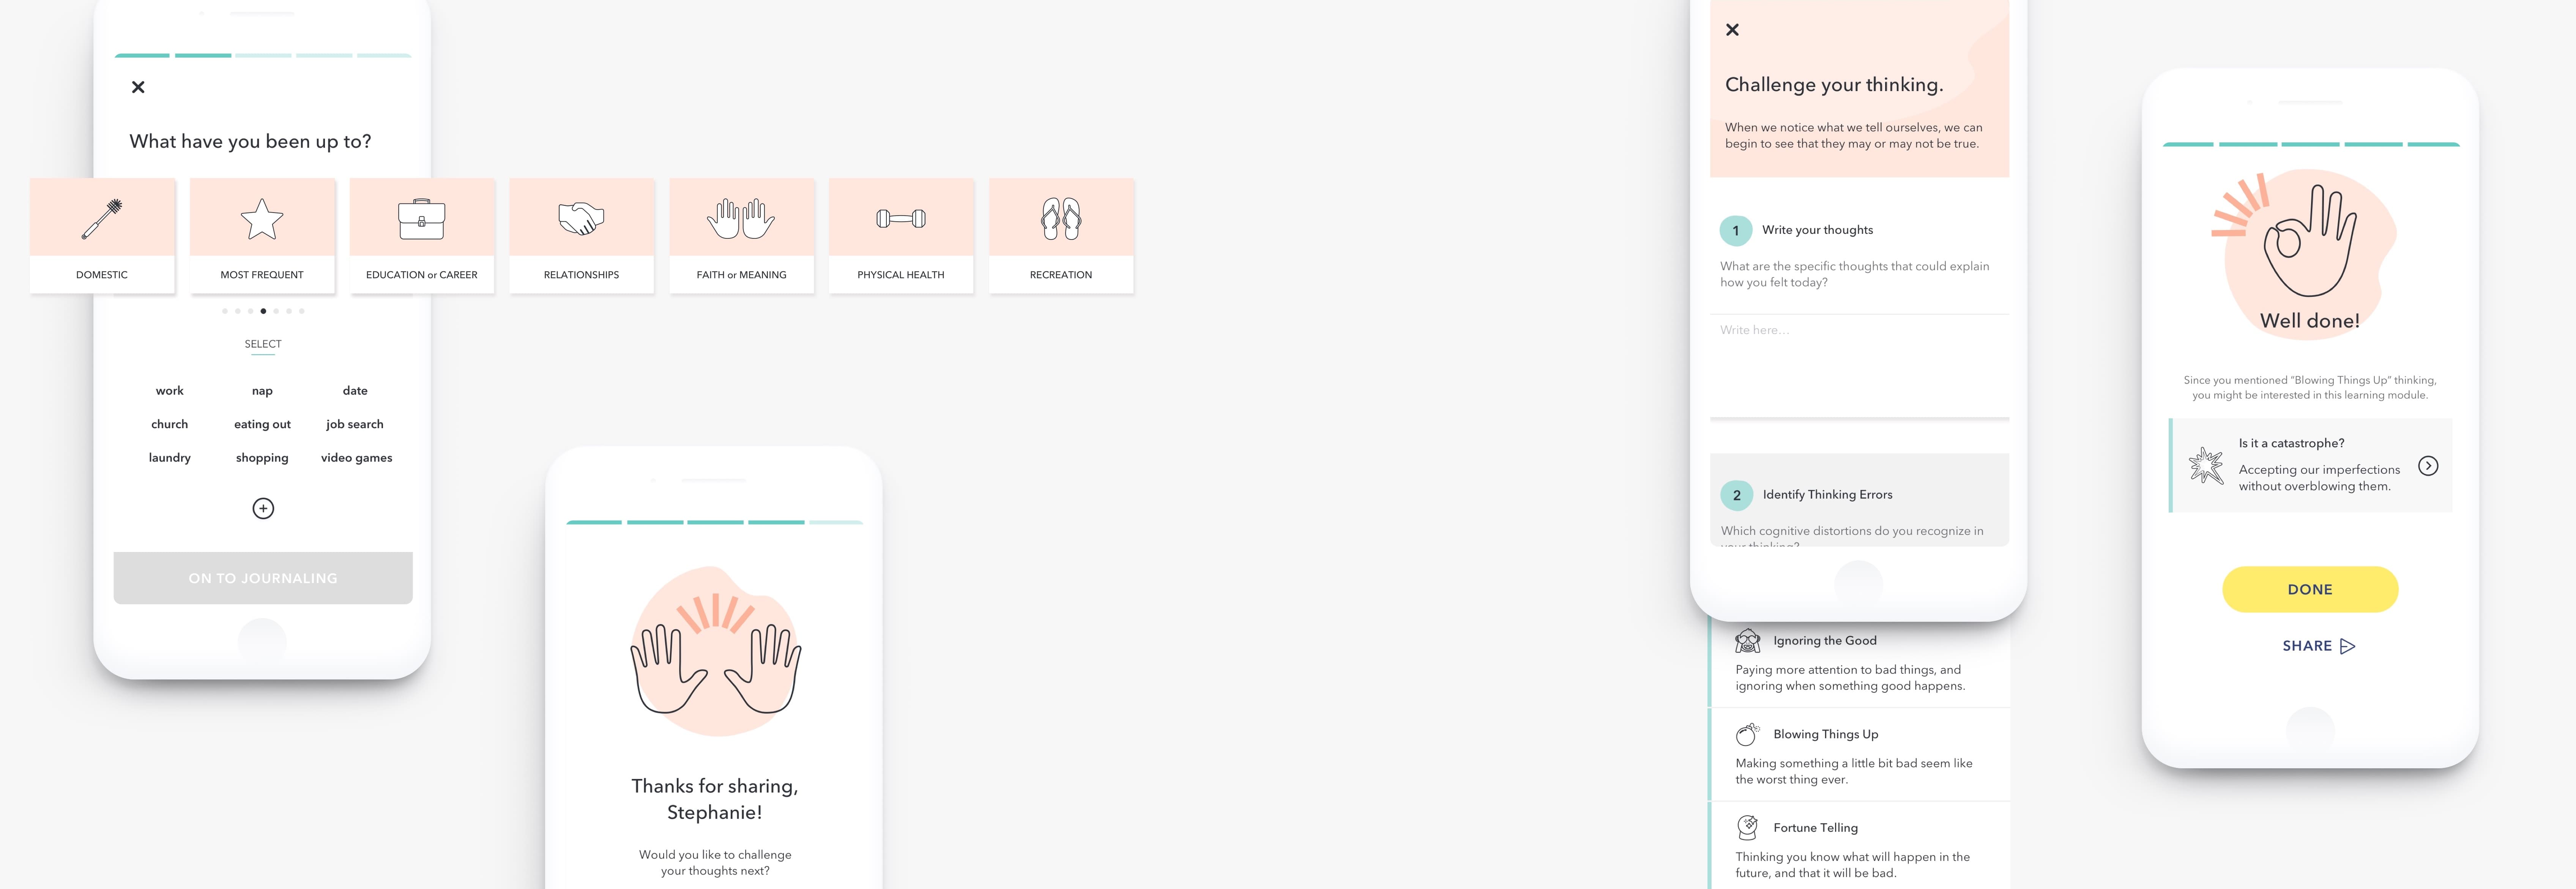 What have you been up to?
DOMESTIC
MOST FREQUENT
EDUCATION or CAREER
RELATIONSHIPS
FAITH or MEANING
PHYSICAL HEALTH
RECREATION
SELECT
work
nap
date
church
eating out
job search
laundry
shopping
video games
ON TO JOURNALING
Thanks for sharing,
Stephanie!
Would you like to challenge
your thoughts next?
Challenge your thinking.
When we notice what we tell ourselves, we can
begin to see that they may or may not be true.
1
Write your thoughts
What are the specific thoughts that could explain
how you felt today?
Write here...
2
Identify Thinking Errors
Which cognitive distortions do you recognize in
your thinking?
Ignoring the Good
Paying more attention to bad things, and
ignoring when something good happens.
Blowing Things Up
Making something a little bit bad seem like
the worst thing ever.
Fortune Telling
Thinking you know what will happen in the
future, and that it will be bad.
Well done!
Since you mentioned “Blowing Things Up” thinking,
you might be interested in this learning module.
Is it a catastrophe?
Accepting our imperfections
without overblowing them.
DONE
SHARE